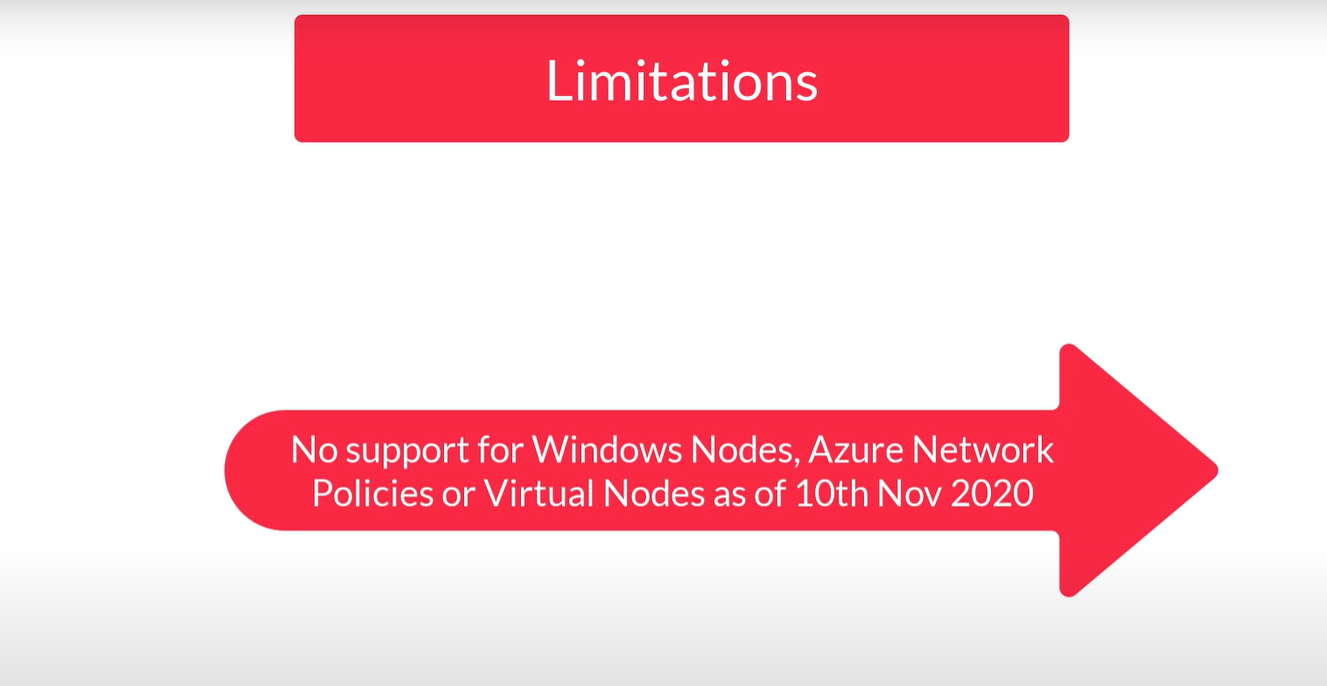 Limitations
No support for Windows Nodes, Azure Network
Policies or Virtual Nodes as of 10th Nov 2020